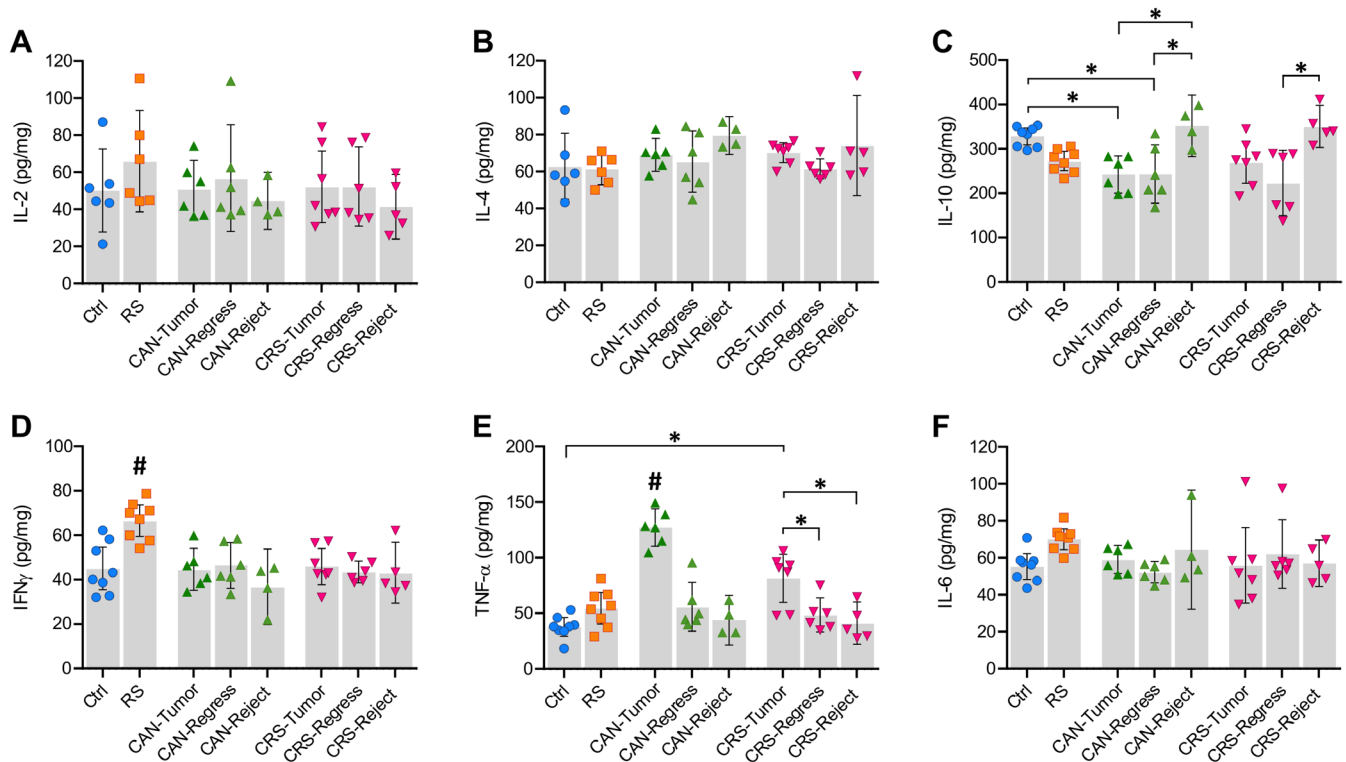 A
IL-2 (pg/mg)
120
100
80
60
40
20
0
Ctrl
RS
CAN-Tumor
CAN-Regress
CAN-Reject
CRS-Tumor
CRS-Regress
CRS-Reject
B
IL-4 (pg/mg)
120
100
80
60
40
20
0
Ctrl
RS
CAN-Tumor
CAN-Regress
CAN-Reject
CRS-Tumor
CRS-Regress
CRS-Reject
C
IL-10 (pg/mg)
500
400
300
200
100
0
*
*
*
*
*
Ctrl
RS
CAN-Tumor
CAN-Regress
CAN-Reject
CRS-Tumor
CRS-Regress
CRS-Reject
D
IFNγ (pg/mg)
100
80
60
40
20
0
#
Ctrl
RS
CAN-Tumor
CAN-Regress
CAN-Reject
CRS-Tumor
CRS-Regress
CRS-Reject
E
TNF-α (pg/mg)
200
150
100
50
0
*
#
*
*
Ctrl
RS
CAN-Tumor
CAN-Regress
CAN-Reject
CRS-Tumor
CRS-Regress
CRS-Reject
F
IL-6 (pg/mg)
120
100
80
60
40
20
0
Ctrl
RS
CAN-Tumor
CAN-Regress
CAN-Reject
CRS-Tumor
CRS-Regress
CRS-Reject